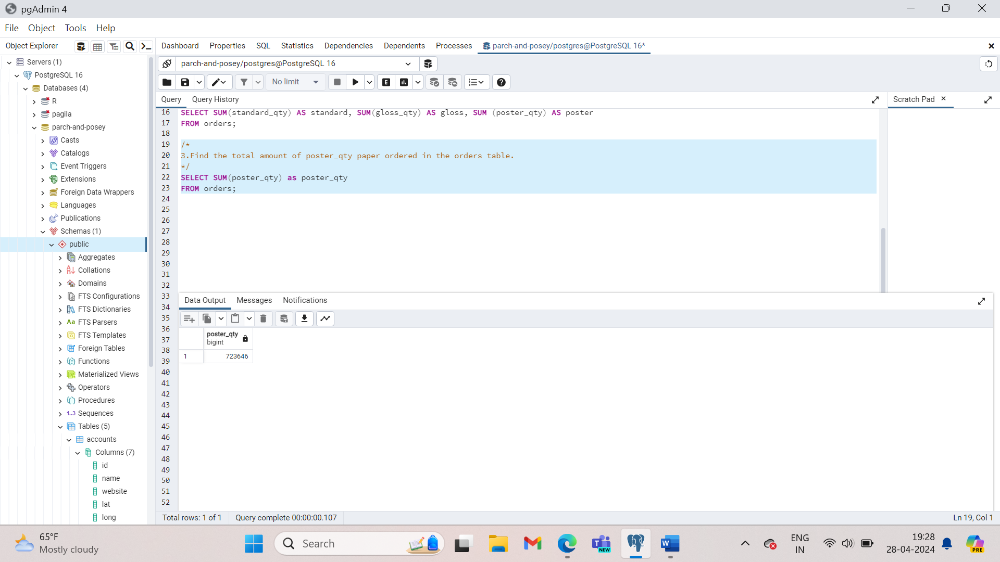 pgAdmin 4
File Object Tools Help
Object Explorer
Dashboard Properties SQL Statistics Dependencies Dependents Processes parch-and-posey/postgres@PostgreSQL 16*
Servers (1)
PostgreSQL 16
Databases (4)
R
pagila
parch-and-posey
Casts
Catalogs
Event Triggers
Extensions
Foreign Data Wrappers
Languages
Publications
Schemas (1)
public
Aggregates
Collations
Domains
FTS Configurations
FTS Dictionaries
Aa FTS Parsers
FTS Templates
Foreign Tables
Functions
Materialized Views
Operators
Procedures
1..3 Sequences
Tables (5)
accounts
Columns (7)
id
name
website
lat
long
parch-and-posey/postgres@PostgreSQL 16
No limit
E
Query Query History
Scratch Pad
16 SELECT SUM(standard_qty) AS standard, SUM(gloss_qty) AS gloss, SUM (poster_qty) AS poster
17 FROM orders;
18
19 /*
20 3.Find the total amount of poster_qty paper ordered in the orders table.
21 */
22 SELECT SUM(poster_qty) as poster_qty
23 FROM orders;
24
25
26
27
28
29
30
31
32
33
34
35
36
37
38
39
40
41
42
43
44
45
46
47
48
49
50
51
52
Data Output Messages Notifications
poster_qty
bigint
1 723646
Total rows: 1 of 1 Query complete 00:00:00.107
Ln 19, Col 1
65°F
Mostly cloudy
Search
T
NEW
W
ENG
IN
19:28
28-04-2024
PRE